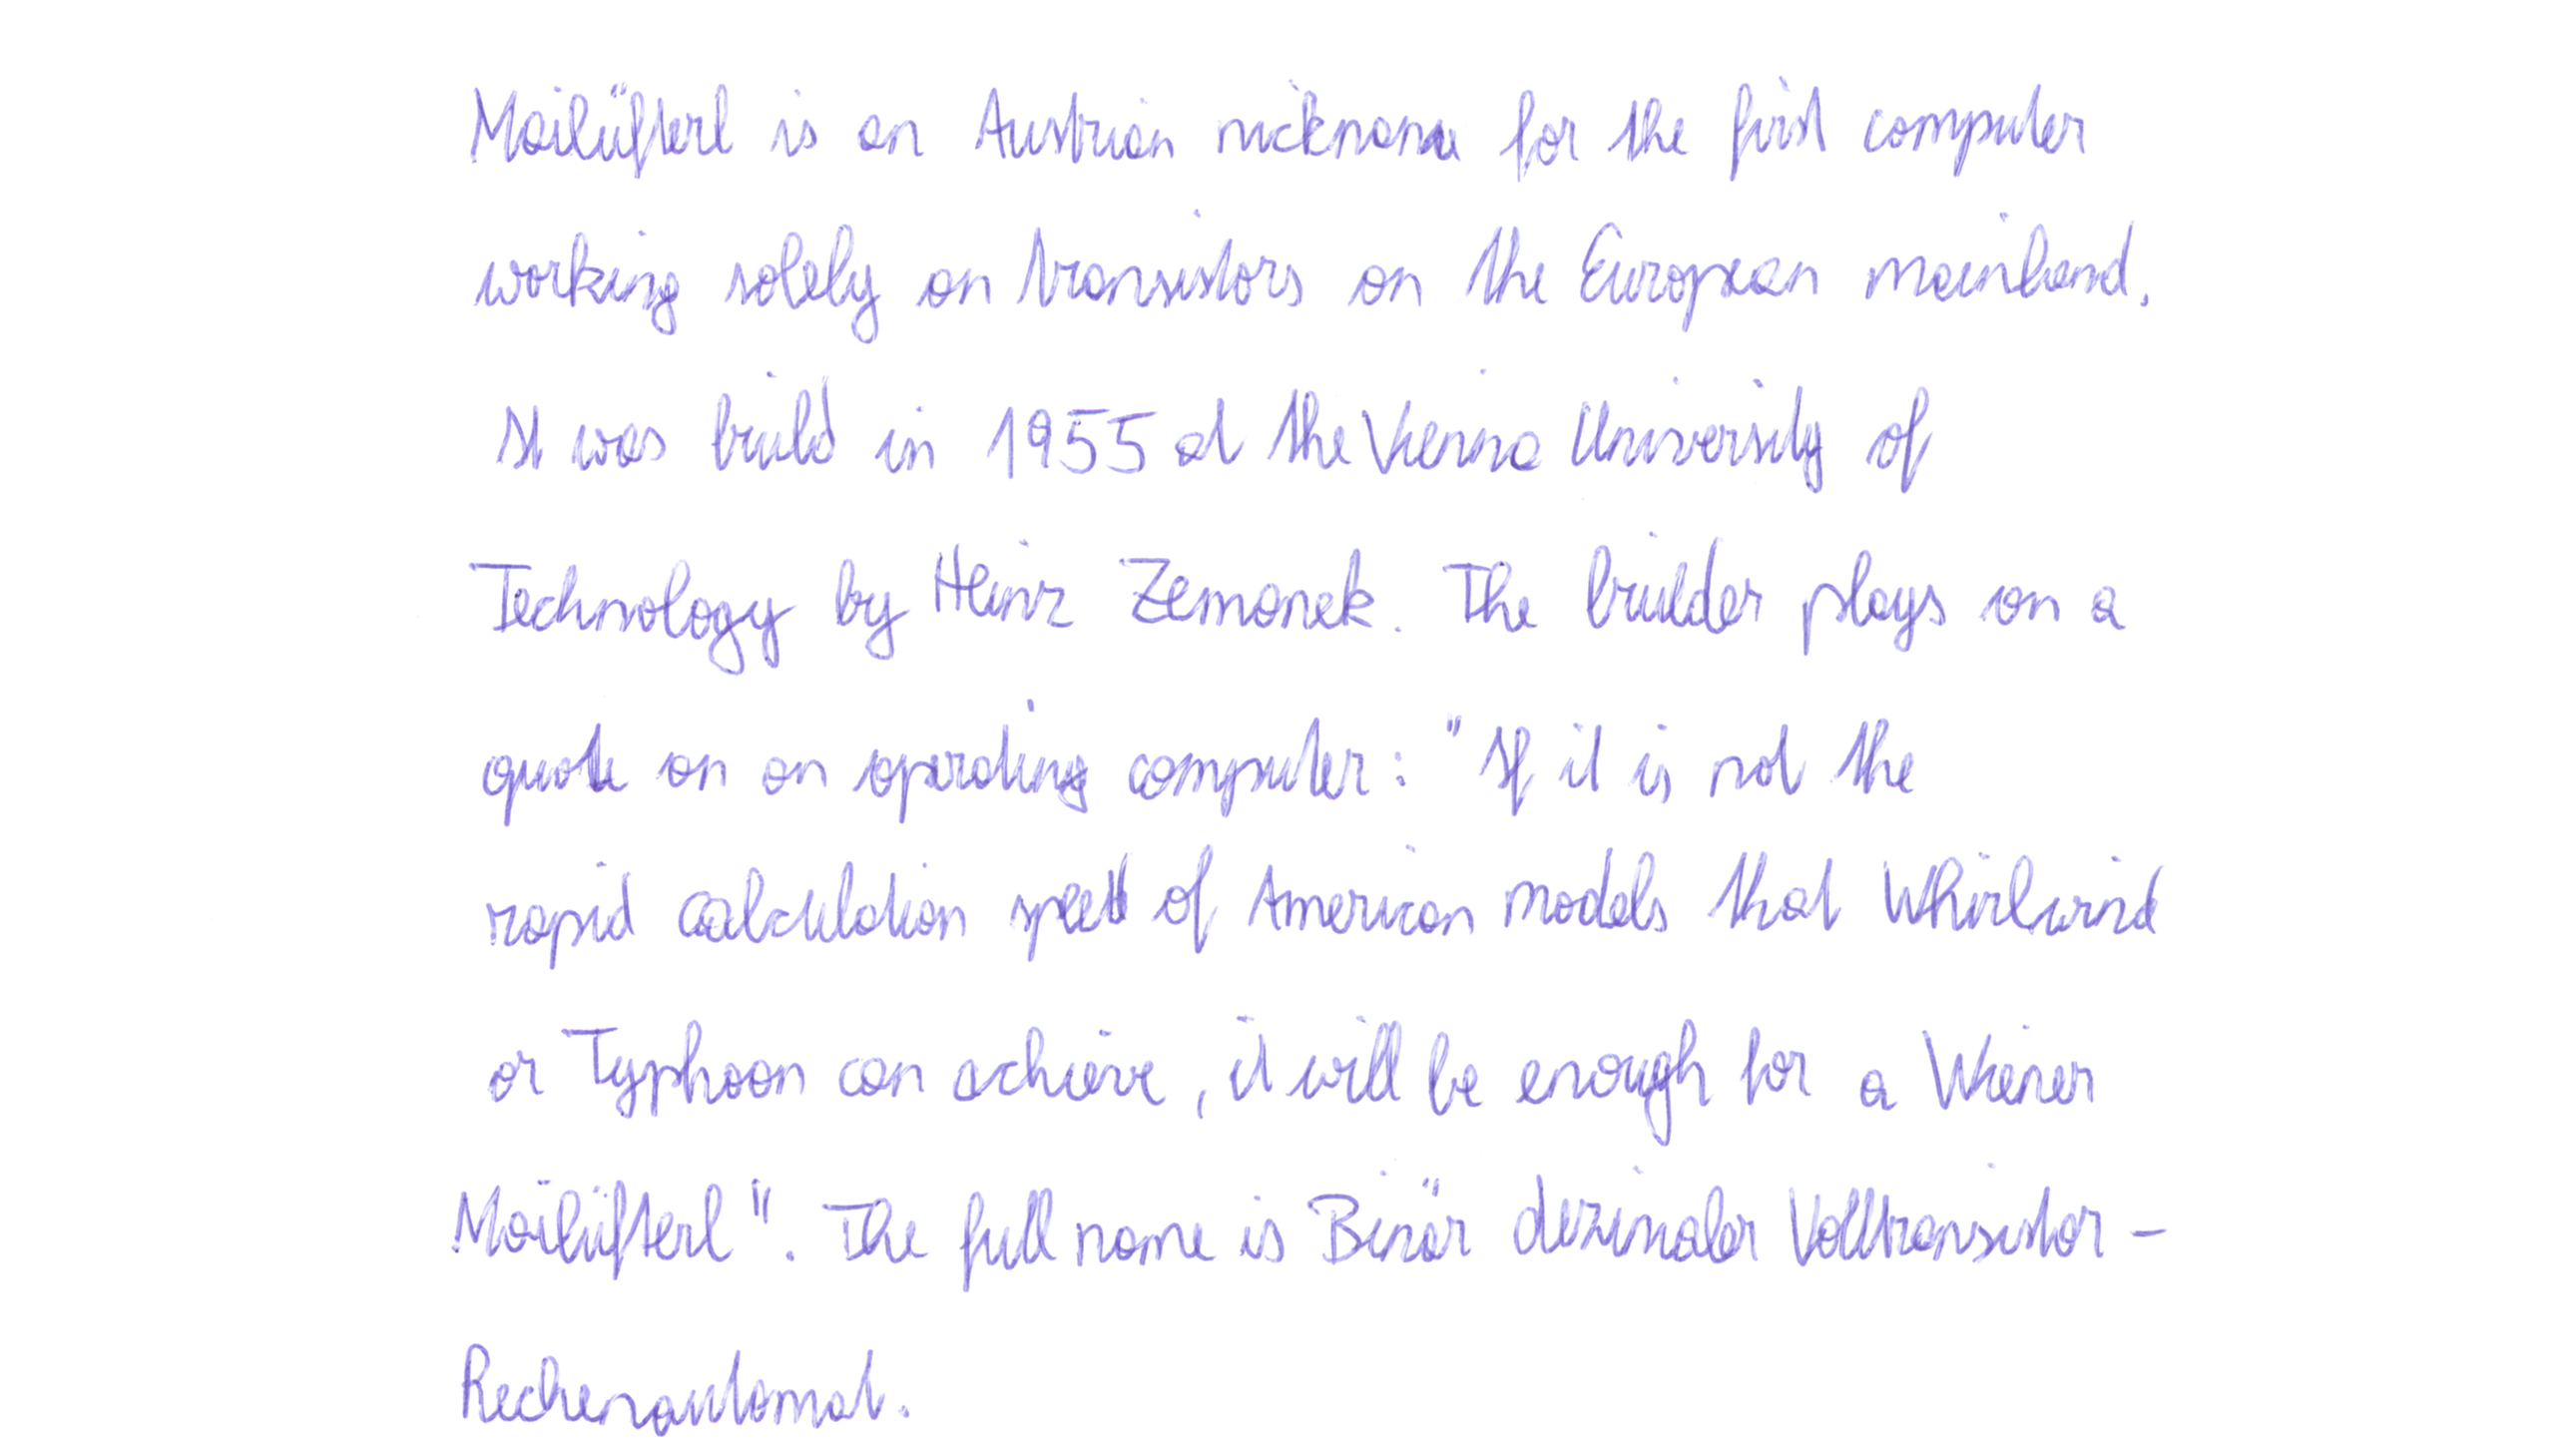 Mailüfterl is an Austrian nickname for the first computer
working solely on transistors on the European mainland.
It was build in 1955 at the Vienna University of
Technology by Heinz Zemanek. The builder plays on a
quote on an operating computer: "If it is not the
rapid calculation speed of American models that Whirlwind
or Typhoon can achieve, it will be enough for a Wiener
Mailüfterl". The full name is Binär dezimaler Volltransistor-
Rechenautomat.